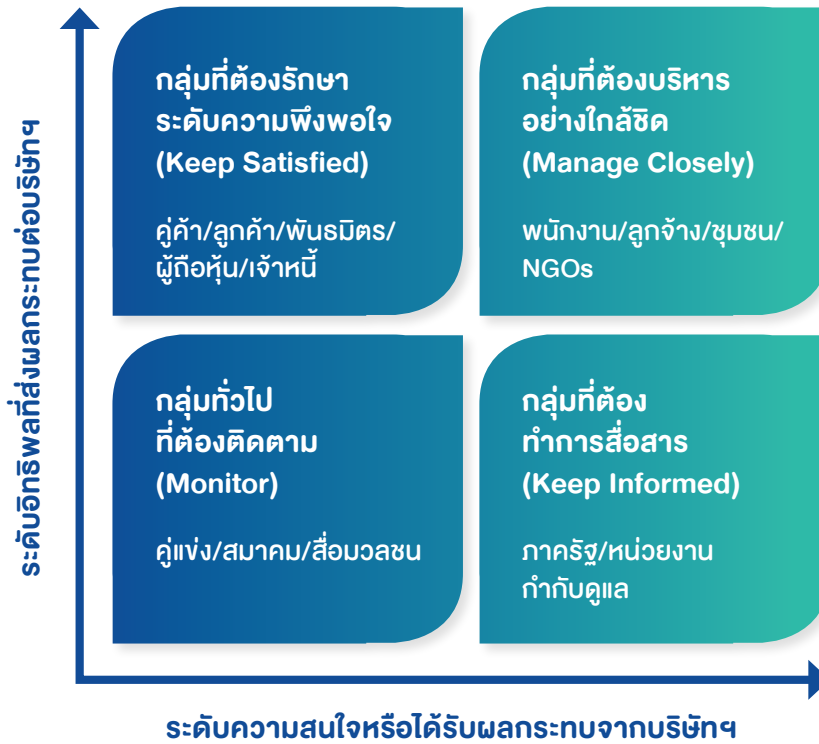 ระดับอิทธิพลที่ส่งผลกระทบต่อบริษัทฯ
กลุ่มที่ต้องรักษา
ระดับความพึงพอใจ
(Keep Satisfied)
คู่ค้า/ลูกค้า/พันธมิตร/
ผู้ถือหุ้น/เจ้าหนี้
กลุ่มที่ต้องบริหาร
อย่างใกล้ชิด
(Manage Closely)
พนักงาน/ลูกจ้าง/ชุมชน/
NGOs
กลุ่มทั่วไป
ที่ต้องติดตาม
(Monitor)
คู่แข่ง/สมาคม/สื่อมวลชน
กลุ่มที่ต้อง
ทำการสื่อสาร
(Keep Informed)
ภาครัฐ/หน่วยงาน
กำกับดูแล
ระดับความสนใจหรือได้รับผลกระทบจากบริษัทฯ